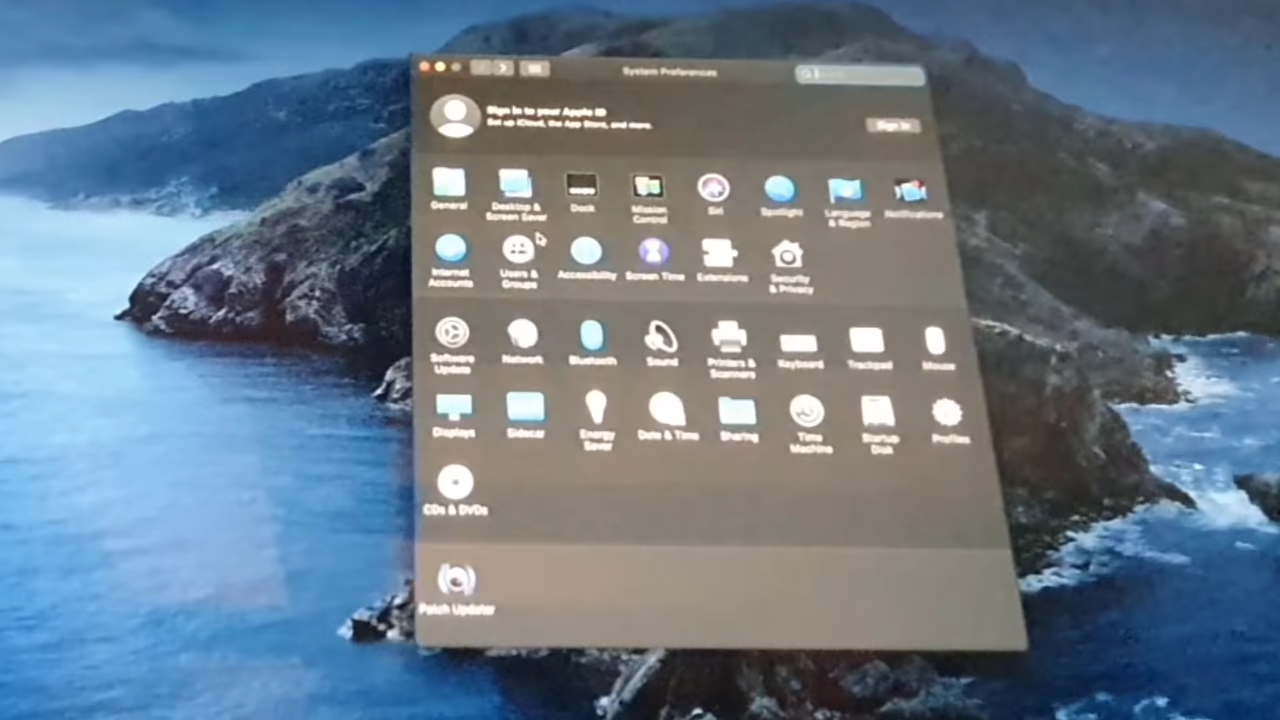 System Preferences
Sign in to your Apple ID
Set up iCloud, the App Store, and more.
Sign In
General
Desktop &
Screen Saver
Dock
Mission
Control
Siri
Spotlight
Language
& Region
Notifications
Internet
Accounts
Users &
Groups
Accessibility
Screen Time
Extensions
Security
& Privacy
Software
Update
Network
Bluetooth
Sound
Printers &
Scanners
Keyboard
Trackpad
Mouse
Displays
Sidecar
Energy
Saver
Date & Time
Sharing
Time
Machine
Startup
Disk
Profiles
CDs & DVDs
Patch Updater